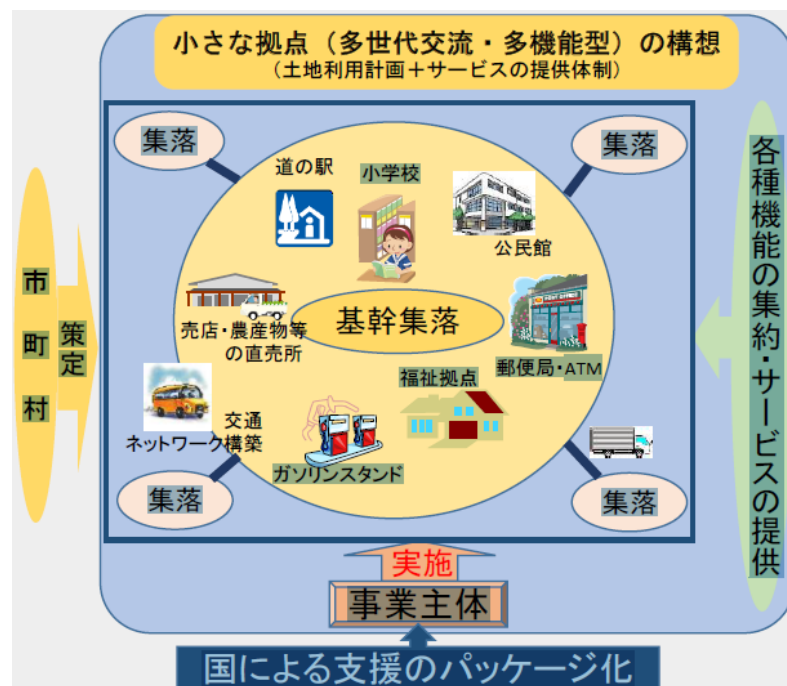 小さな拠点（多世代交流・多機能型）の構想
（土地利用計画＋サービスの提供体制）
集落
集落
道の駅
小学校
公民館
売店・農産物等
の直売所
基幹集落
郵便局・ATM
福祉拠点
交通
ネットワーク構築
ガソリンスタンド
集落
集落
市町村
策定
各種機能の集約・サービスの提供
実施
事業主体
国による支援のパッケージ化